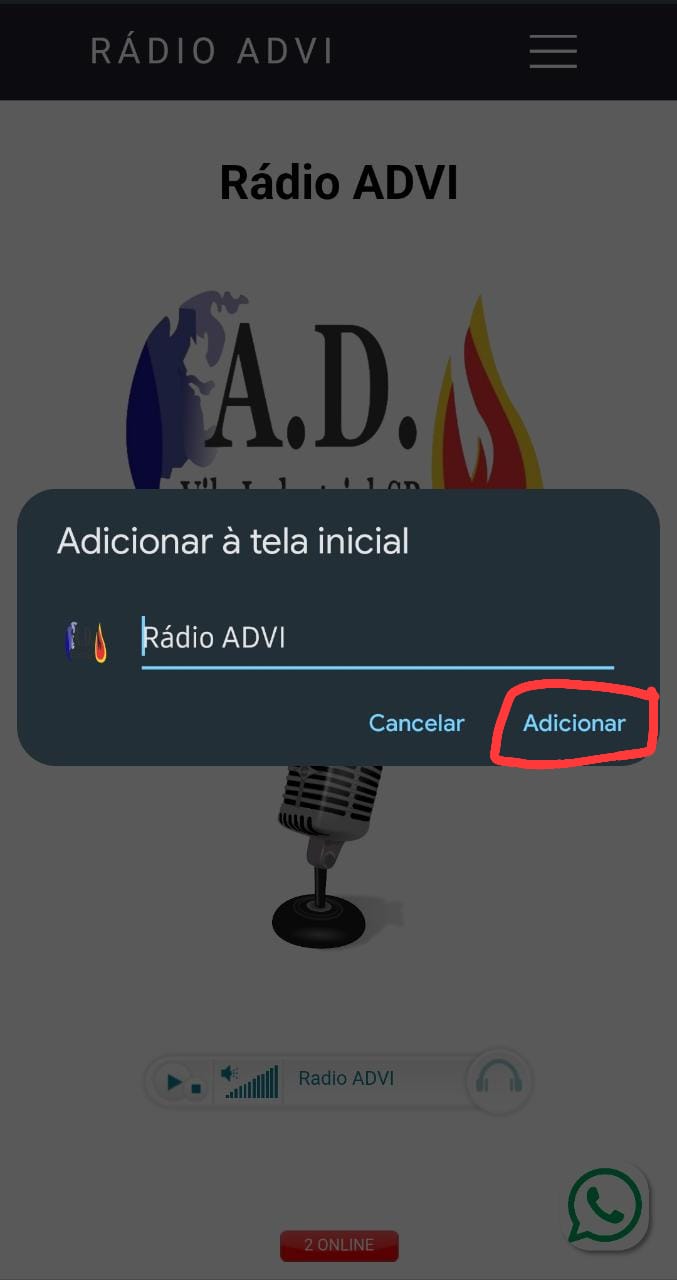 RÁDIO ADVI
Rádio ADVI
A.D.
Adicionar à tela inicial
Rádio ADVI
Cancelar Adicionar
Radio ADVI
2 ONLINE